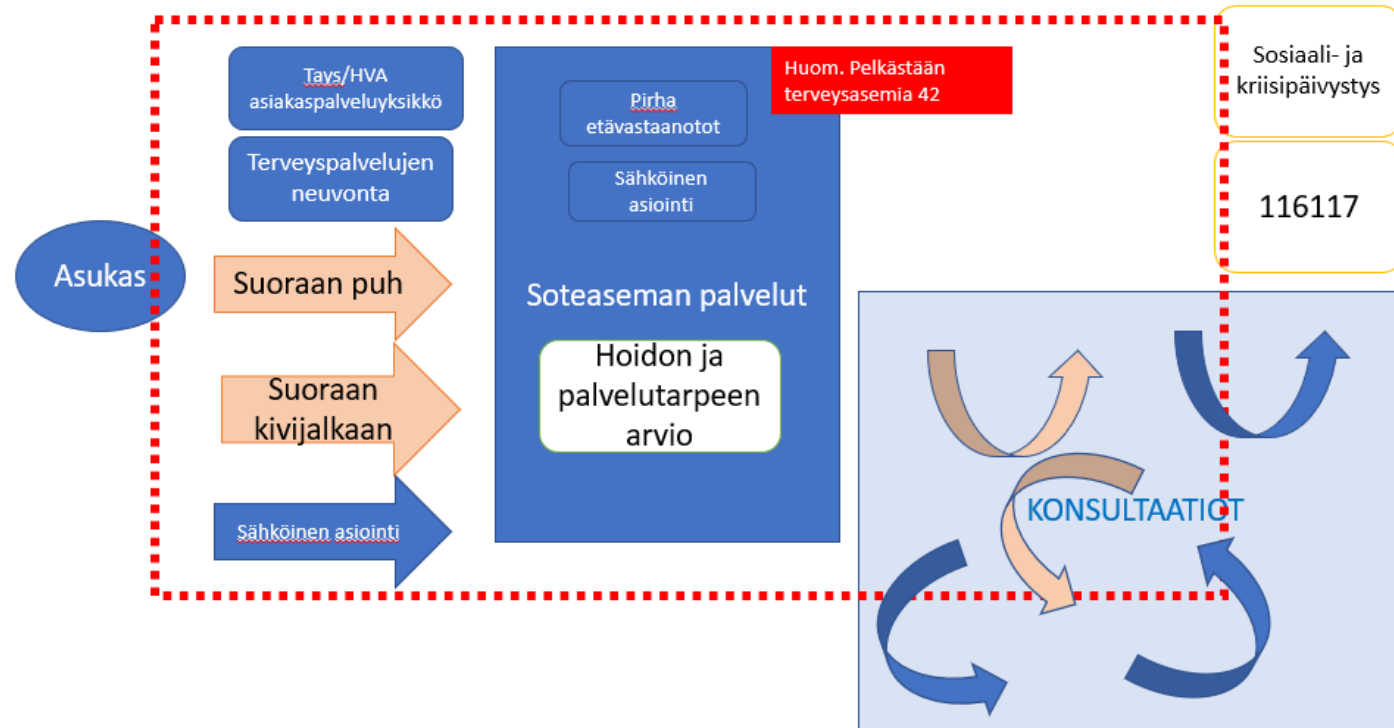 Asukas
Tays/HVA
asiakaspalveluyksikkö
Terveyspalvelujen
neuvonta
Suoraan puh
Suoraan
kivijalkaan
Sähköinen asiointi
Pirha
etävastaanotot
Sähköinen
asiointi
Soteaseman palvelut
Hoidon ja
palvelutarpeen
arvio
Huom. Pelkästään
terveysasemia 42
Sosiaali- ja
kriisipäivystys
116117
KONSULTAATIOT